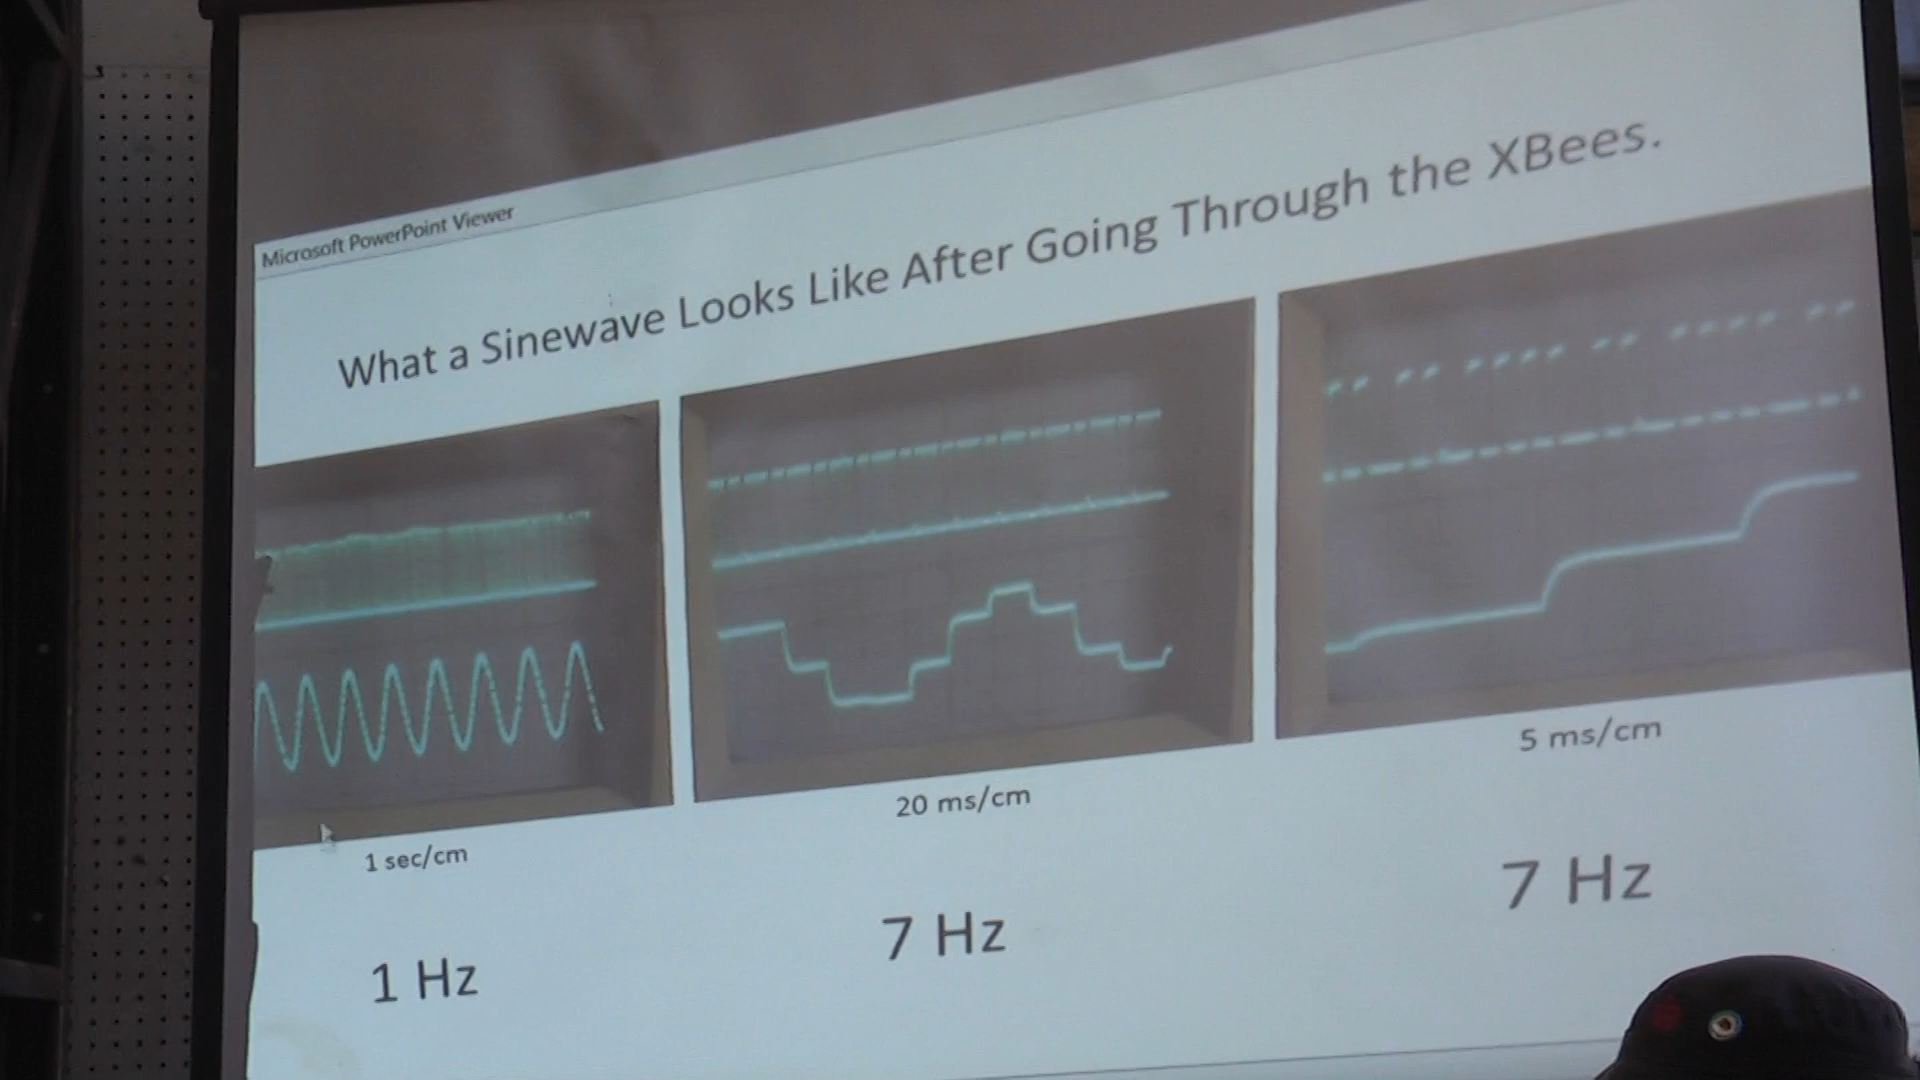 Microsoft PowerPoint Viewer
What a Sinewave Looks Like After Going Through the XBees.
1 sec/cm
20 ms/cm
5 ms/cm
1 Hz
7 Hz
7 Hz